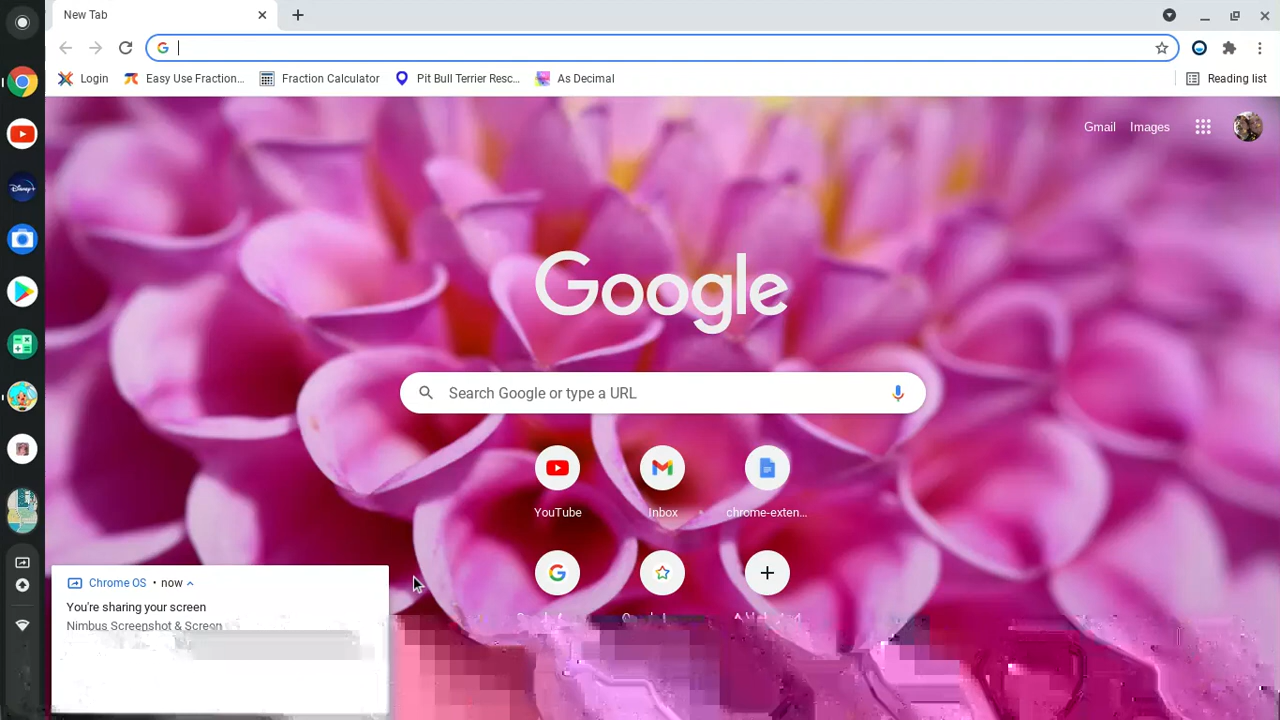 New Tab
Login
Easy Use Fraction...
Fraction Calculator
Pit Bull Terrier Resc...
As Decimal
Reading list
Gmail
Images
Google
Search Google or type a URL
YouTube
Inbox
chrome-exten...
Chrome OS • now
You're sharing your screen
Nimbus Screenshot & Screen